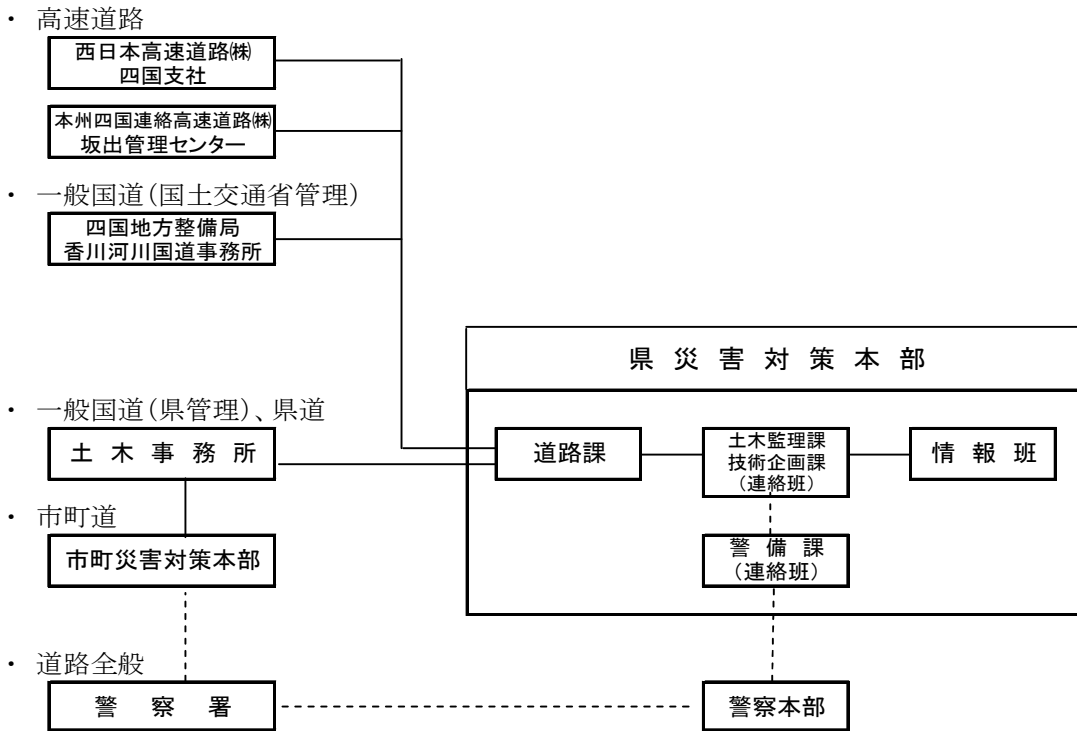 ・ 高速道路
西日本高速道路㈱
四国支社
本州四国連絡高速道路㈱
坂出管理センター
・ 一般国道(国土交通省管理)
四国地方整備局
香川河川国道事務所
県災害対策本部
・ 一般国道(県管理)、県道
土木事務所
道路課
土木監理課
技術企画課
(連絡班)
情報班
・ 市町道
市町災害対策本部
警備課
(連絡班)
・ 道路全般
警察署
警察本部